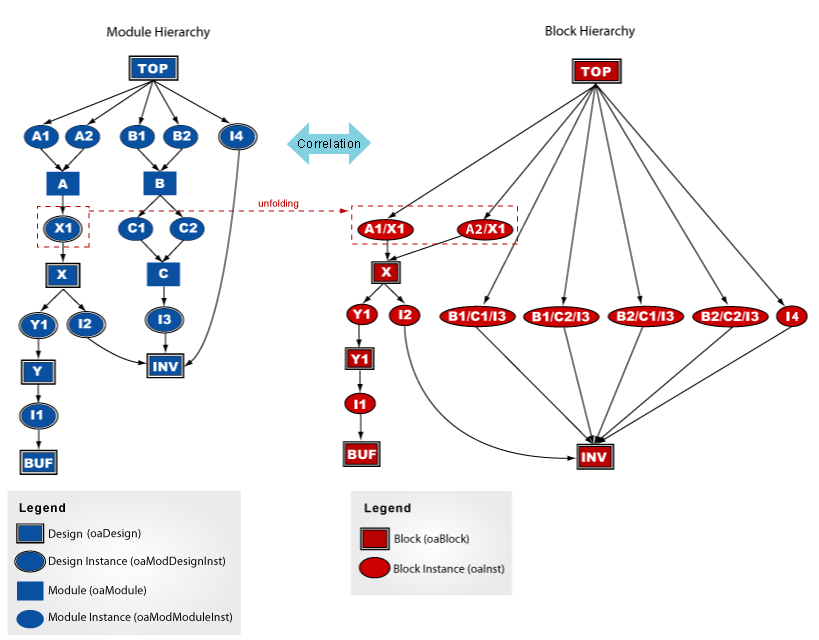 Module Hierarchy
Block Hierarchy
TOP
TOP
A1 A2 B1 B2 I4
Correlation
A B
unfolding
X1 C1 C2
A1/X1 A2/X1
X C
X
Y1 I2 I3
Y1 I2 B1/C1/I3 B1/C2/I3 B2/C1/I3 B2/C2/I3 I4
Y INV
Y1
I1
I1
BUF
BUF INV
Legend
Design (oaDesign)
Design Instance (oaModDesignInst)
Module (oaModule)
Module Instance (oaModModuleInst)
Legend
Block (oaBlock)
Block Instance (oaInst)